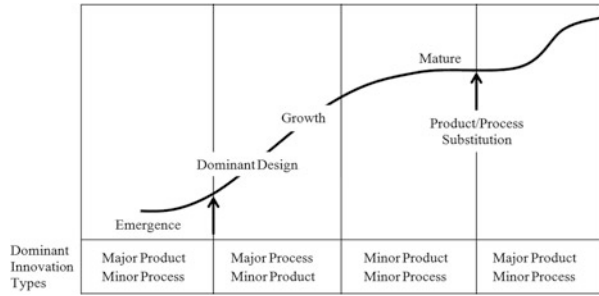 Mature
Growth
Product/Process
Substitution
Dominant Design
Emergence
Dominant
Innovation
Types
Major Product
Minor Process
Major Process
Minor Product
Minor Product
Minor Process
Major Product
Minor Process